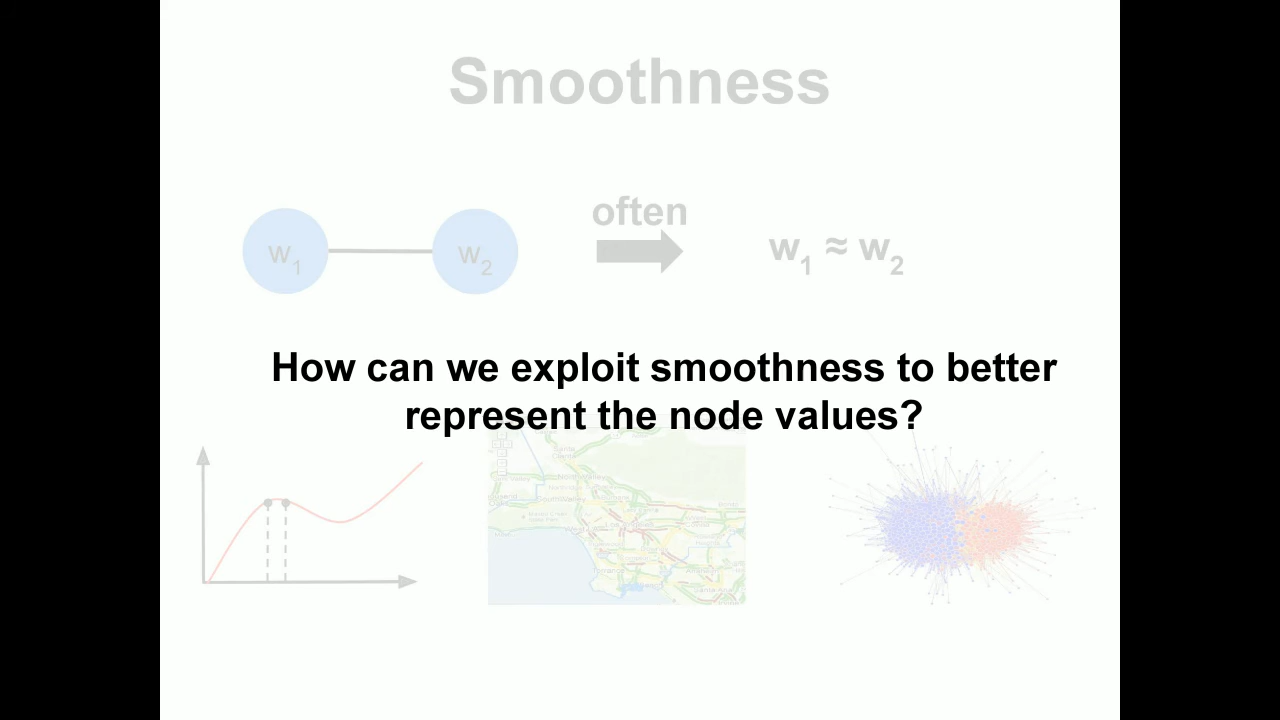 Smoothness
often
w1 w2 w1 ≈ w2
How can we exploit smoothness to better
represent the node values?